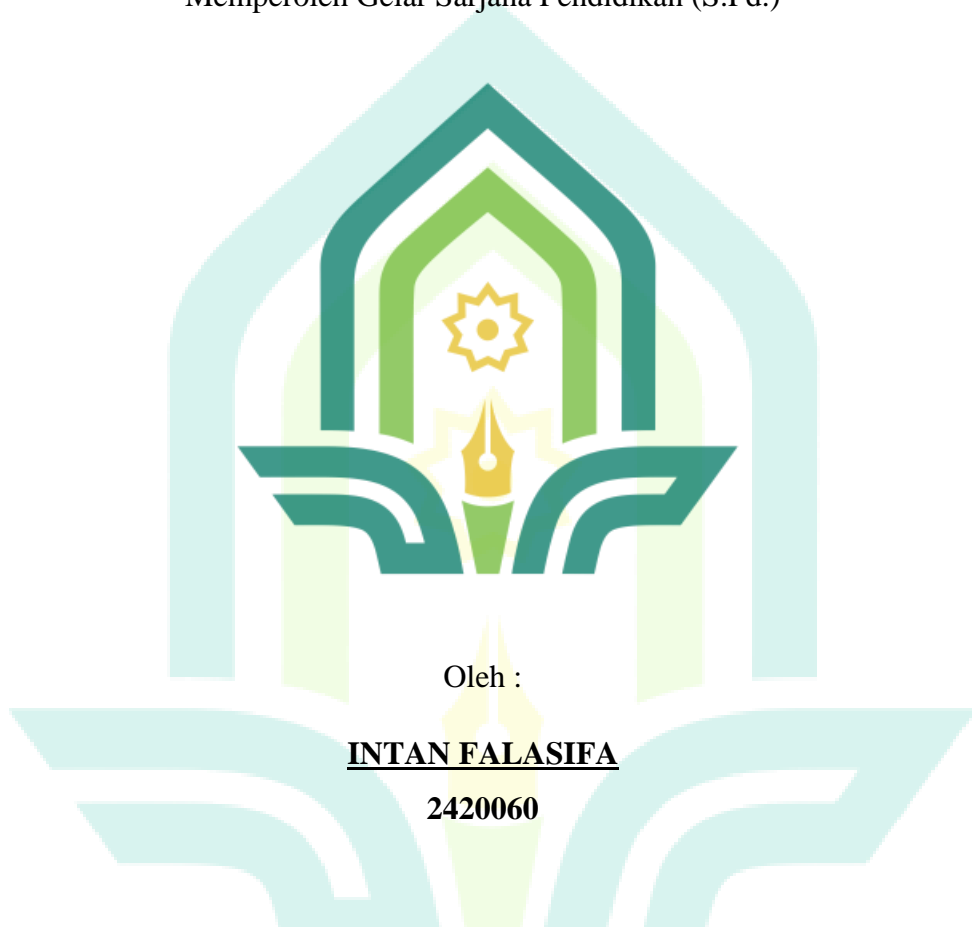 Memperoleh Gelar Sarjana Pendidikan (S.Pd.)
Oleh :
INTAN FALASIFA
2420060